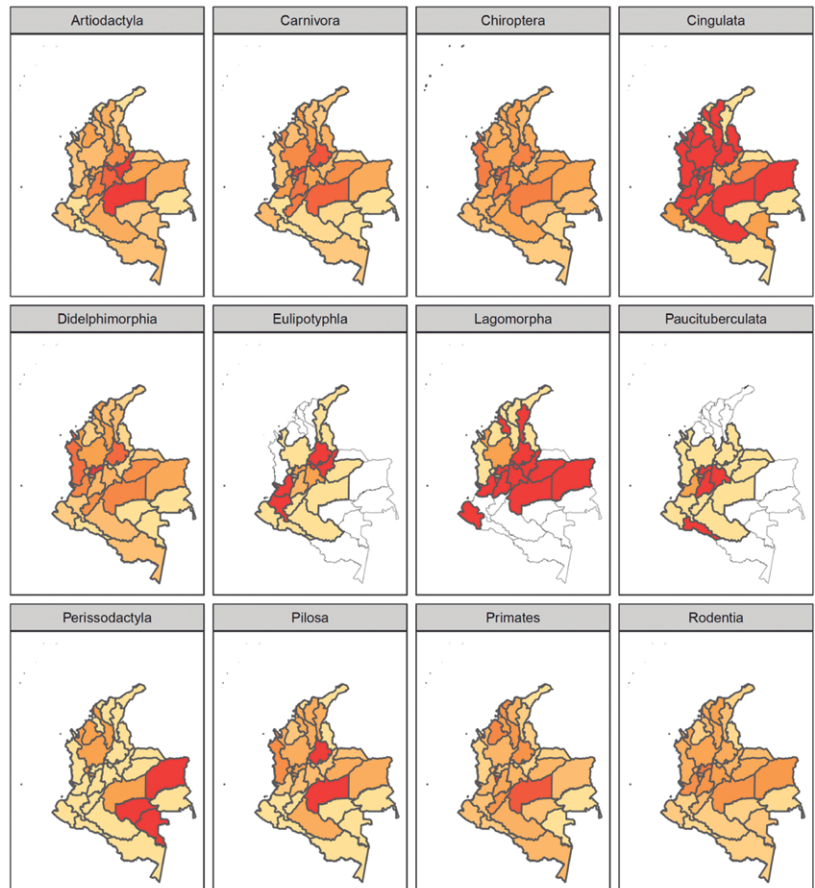 Artiodactyla
Carnivora
Chiroptera
Cingulata
Didelphimorphia
Eulipotyphla
Lagomorpha
Paucituberculata
Perissodactyla
Pilosa
Primates
Rodentia